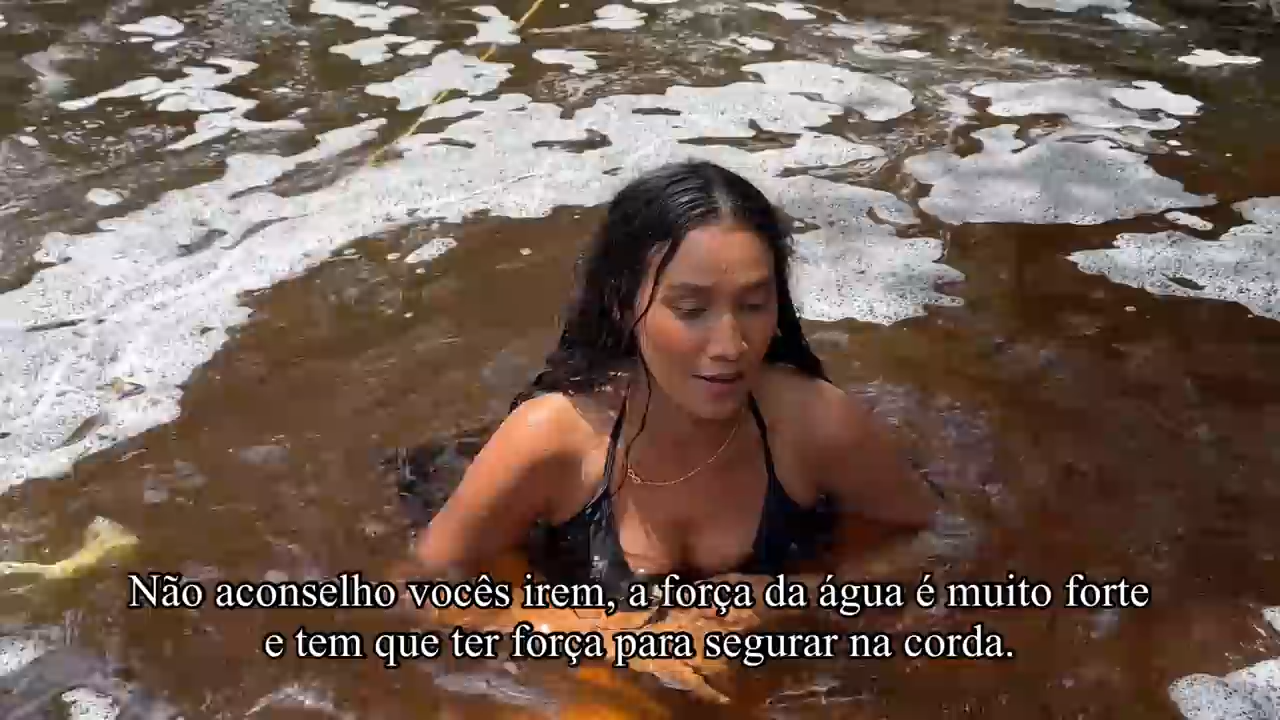 Não aconselho vocês irem, a força da água é muito forte
e tem que ter força para segurar na corda.